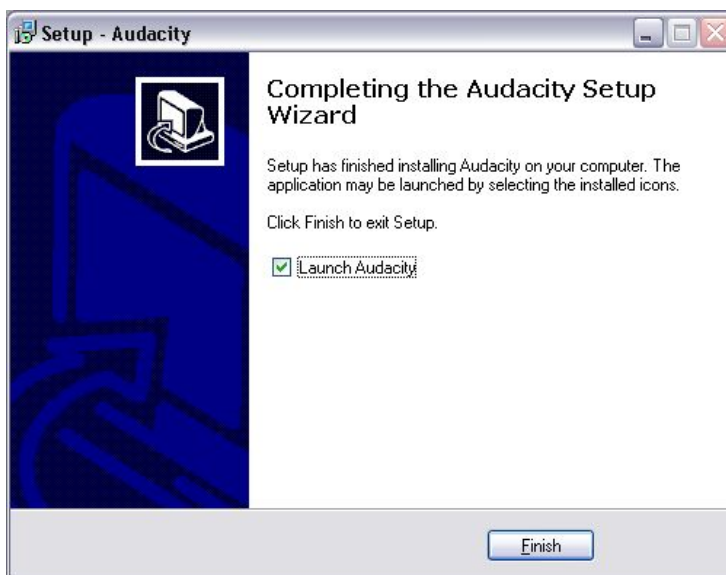 Setup - Audacity
Completing the Audacity Setup
Wizard
Setup has finished installing Audacity on your computer. The
application may be launched by selecting the installed icons.
Click Finish to exit Setup.
Launch Audacity
Finish